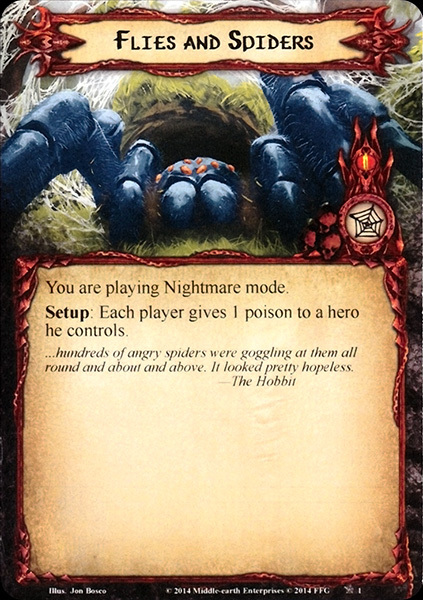 Flies and Spiders
You are playing Nightmare mode.
Setup: Each player gives 1 poison to a hero
he controls.
...hundreds of angry spiders were goggling at them all
round and about and above. It looked pretty hopeless.
—The Hobbit
Illus. Jon Bosco
© 2014 Middle-earth Enterprises © 2014 FFG
1